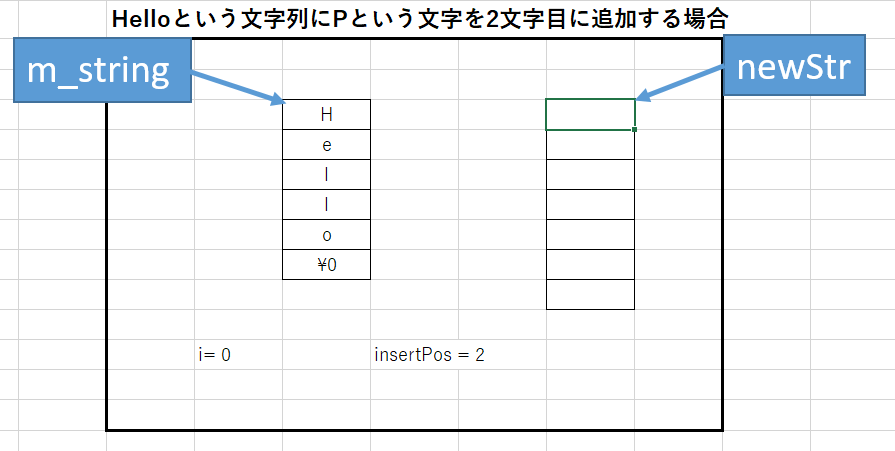 Helloという文字列にPという文字を2文字目に追加する場合
m_string
newStr
H
e
l
l
o
¥0
i= 0
insertPos = 2